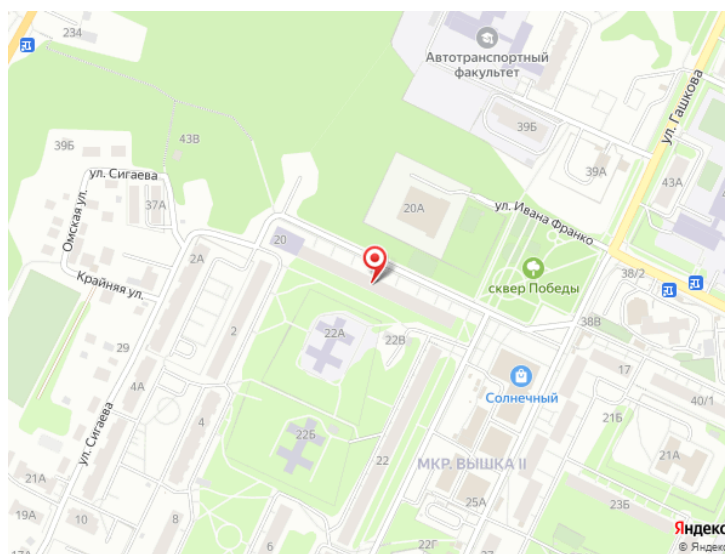 234
Автотранспортный
факультет
ул. Гашкова
43В
39Б
39Б
ул. Сигаева
39А
43А
37А
Омская ул.
20А
ул. Ивана Франко
20
2А
сквер Победы
38/2
Крайняя ул.
38В
2
22А
22В
29
17
4А
Солнечный
40/1
4
21Б
ул. Сигаева
22Б
22
МКР. ВЫШКА II
21А
21А
25А
23Б
19А
10
8
Яндекс
17А
6
22Г
© Яндекс